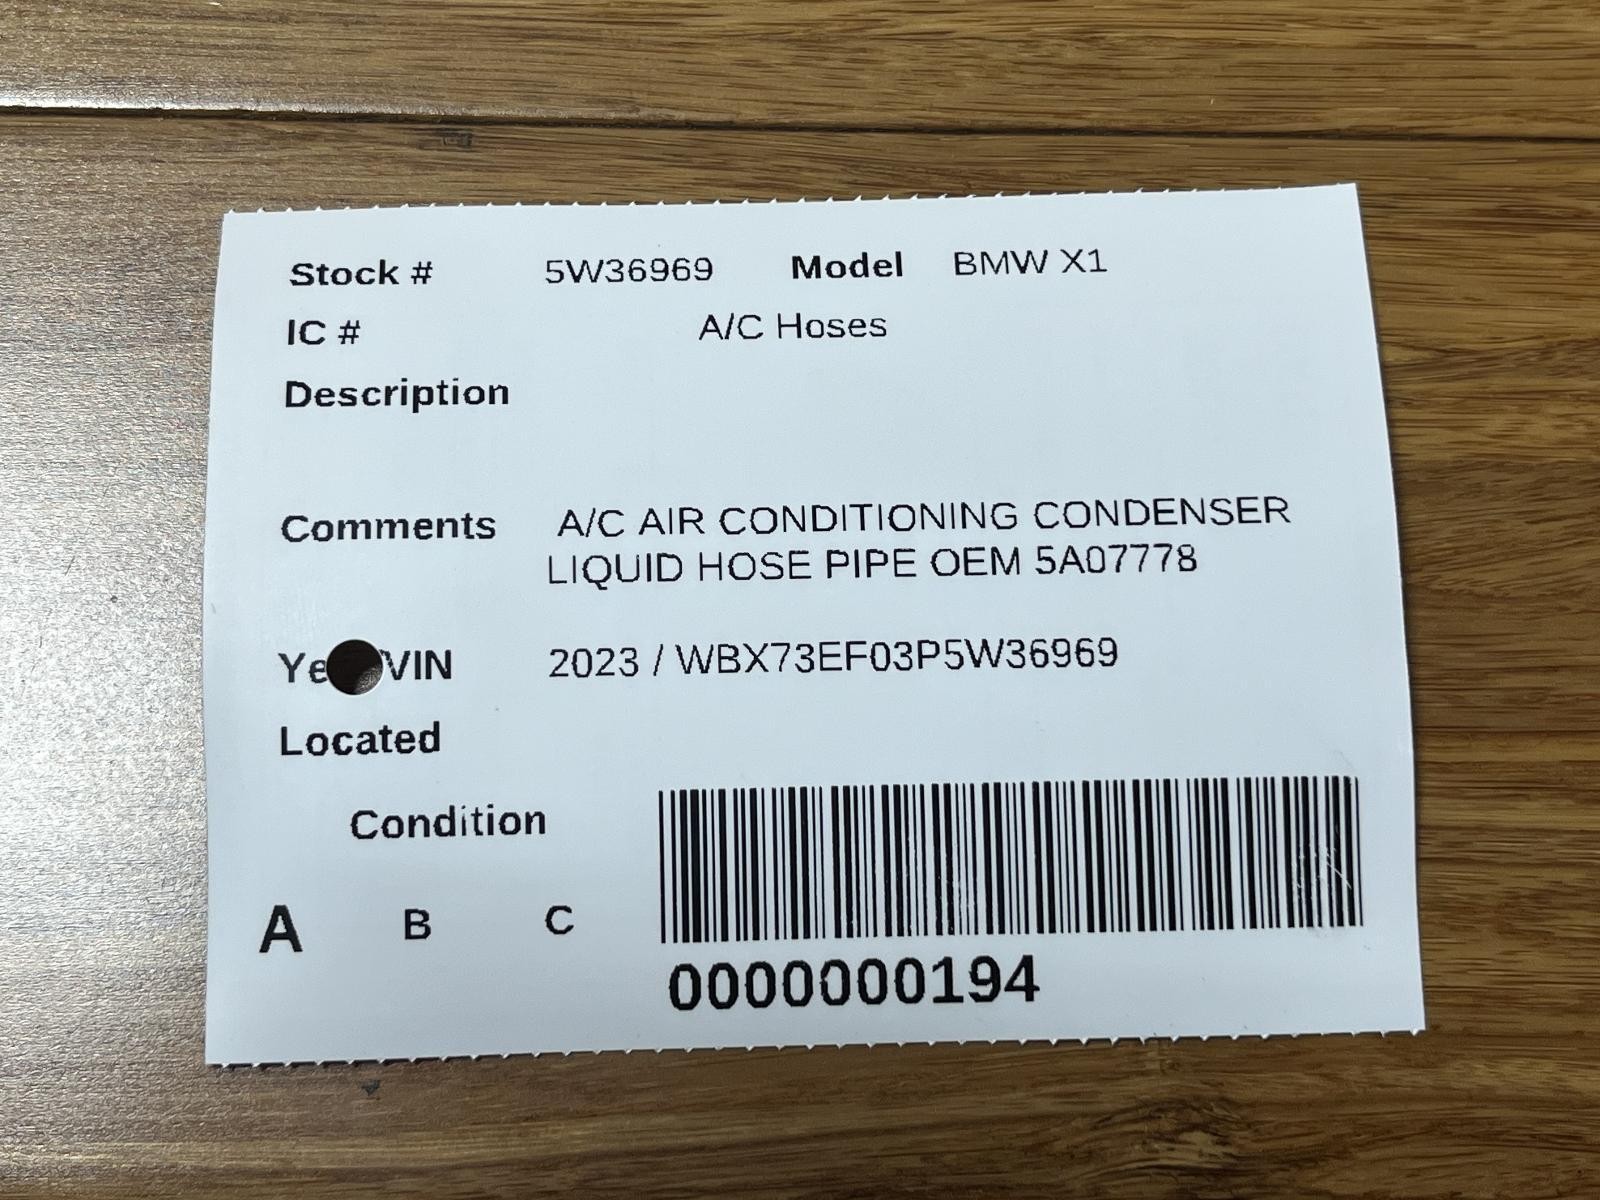 Stock # 5W36969 Model BMW X1
IC # A/C Hoses
Description
Comments A/C AIR CONDITIONING CONDENSER
LIQUID HOSE PIPE OEM 5A07778
VIN 2023 / WBX73EF03P5W36969
Located
Condition
A B C
0000000194